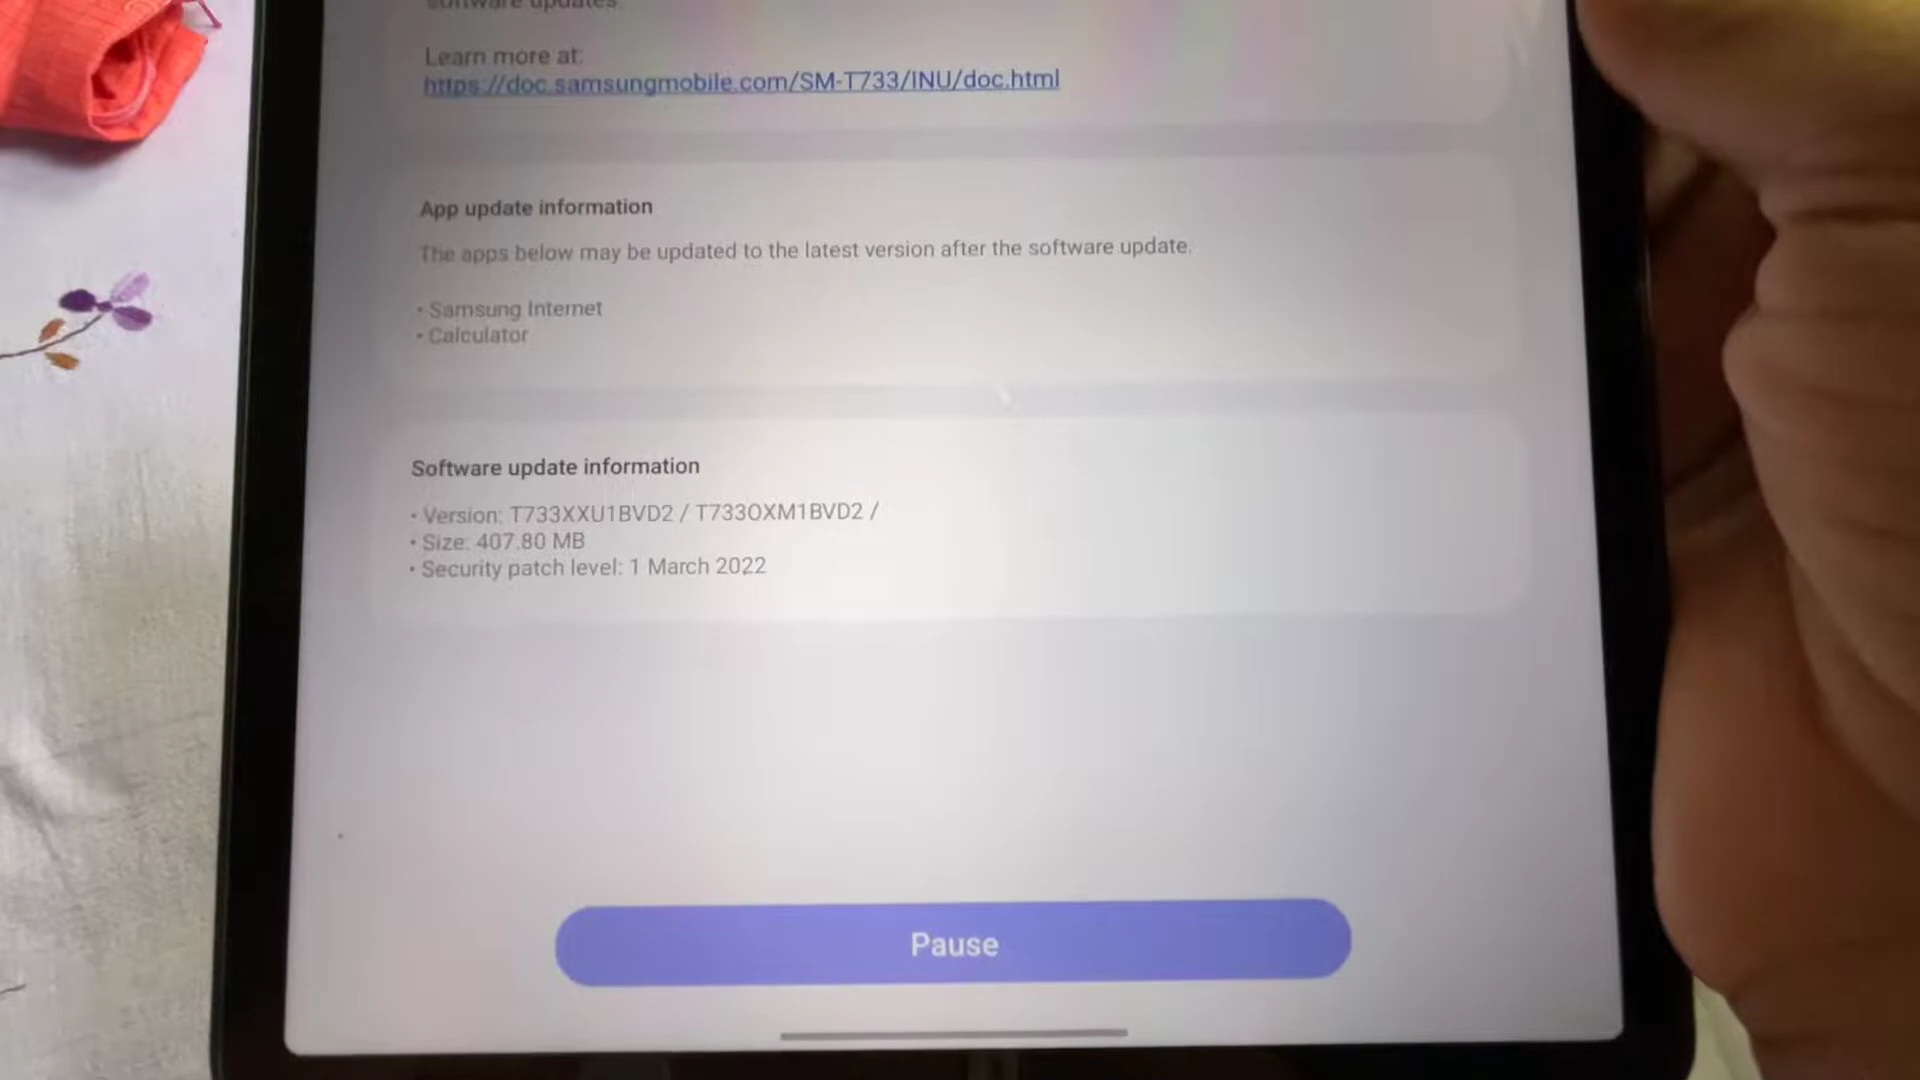 software updates.
Learn more at:
https://doc.samsungmobile.com/SM-T733/INU/doc.html
App update information
The apps below may be updated to the latest version after the software update.
• Samsung Internet
• Calculator
Software update information
• Version: T733XXU1BVD2 / T733OXM1BVD2 /
• Size: 407.80 MB
• Security patch level: 1 March 2022
Pause